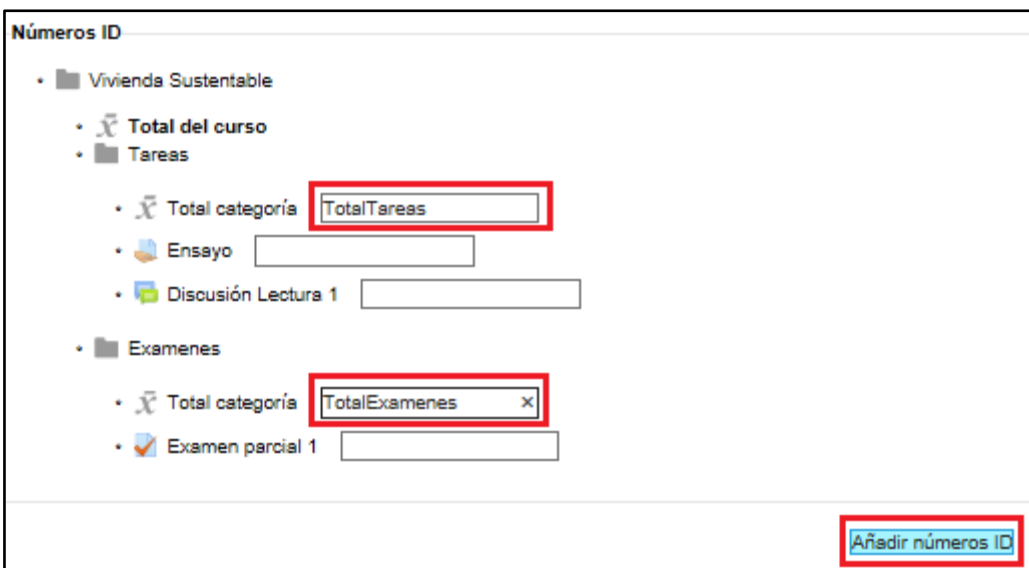 Números ID
Vivienda Sustentable
Total del curso
Tareas
Total categoría TotalTareas
Ensayo
Discusión Lectura 1
Examenes
Total categoría TotalExamenes ×
Examen parcial 1
Añadir números ID